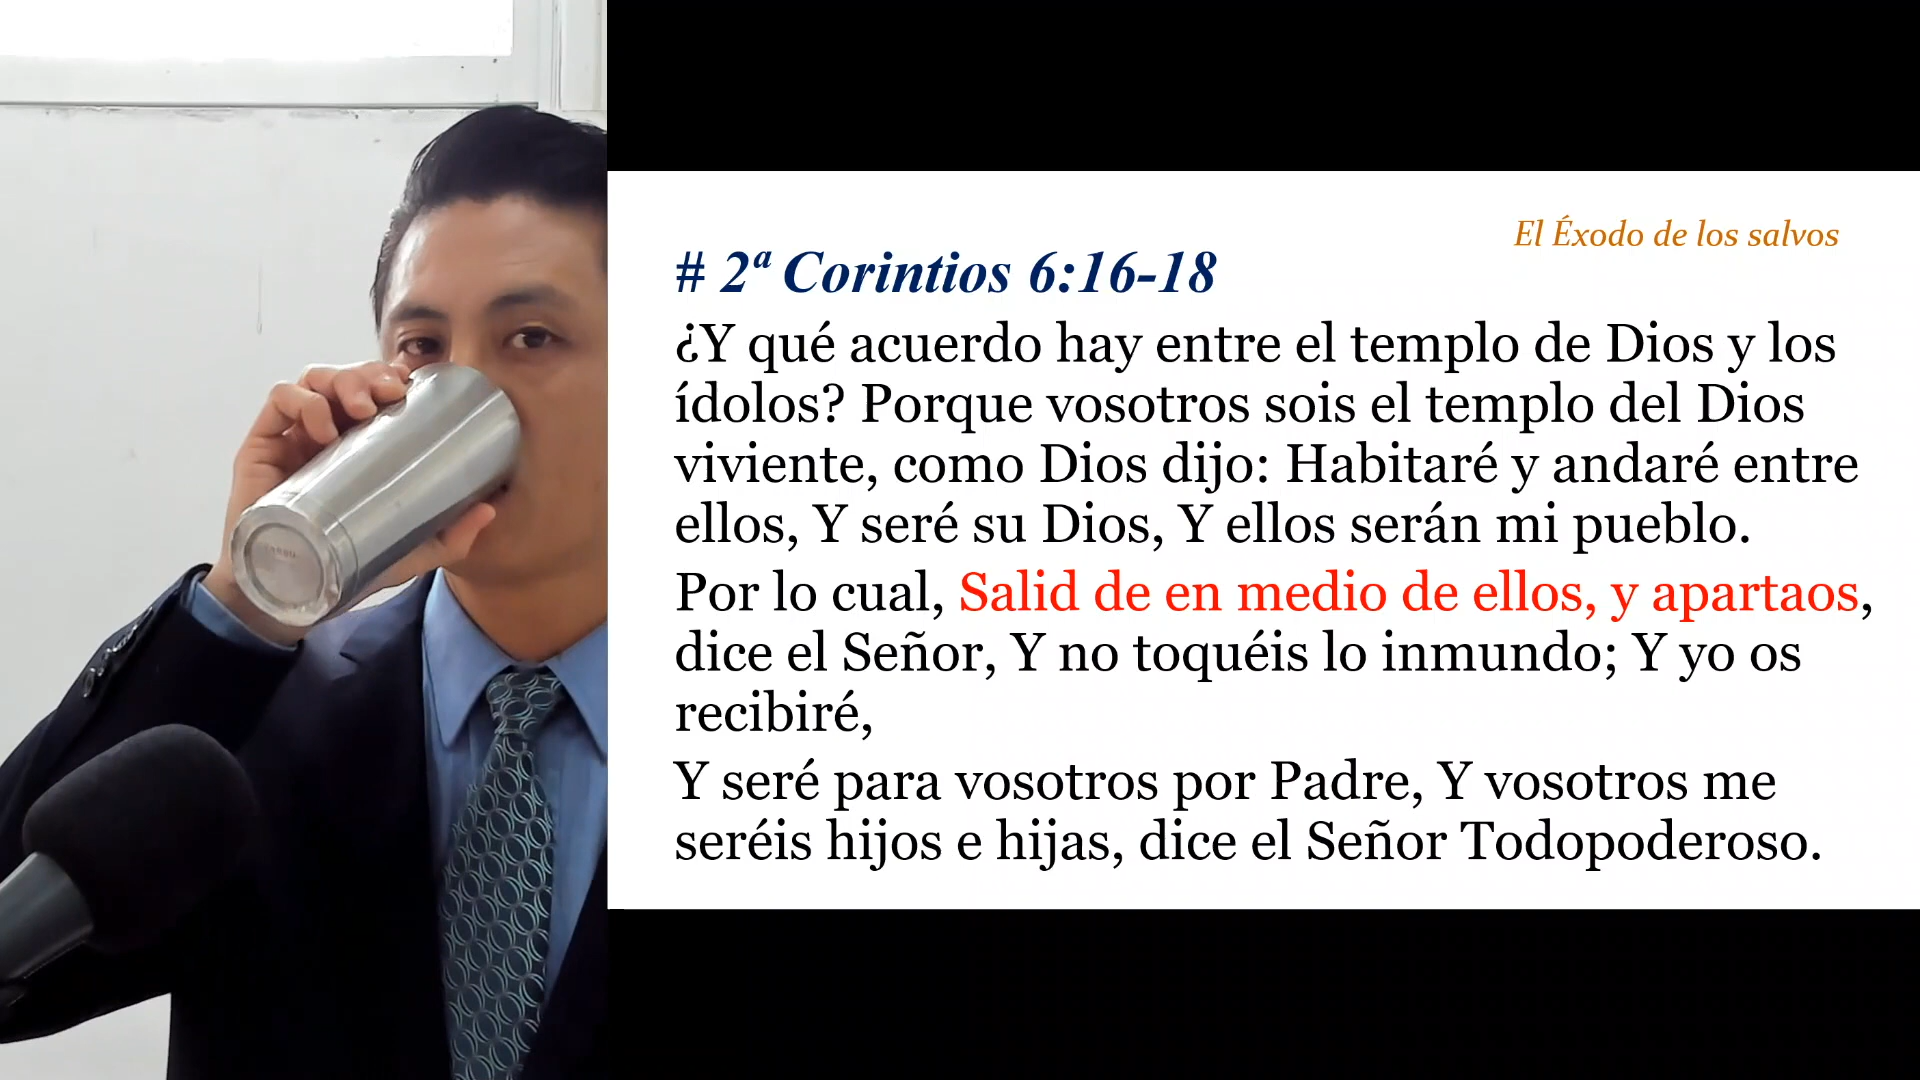 El Éxodo de los salvos
# 2ª Corintios 6:16-18
¿Y qué acuerdo hay entre el templo de Dios y los
ídolos? Porque vosotros sois el templo del Dios
viviente, como Dios dijo: Habitaré y andaré entre
ellos, Y seré su Dios, Y ellos serán mi pueblo.
Por lo cual, Salid de en medio de ellos, y apartaos,
dice el Señor, Y no toquéis lo inmundo; Y yo os
recibiré,
Y seré para vosotros por Padre, Y vosotros me
seréis hijos e hijas, dice el Señor Todopoderoso.